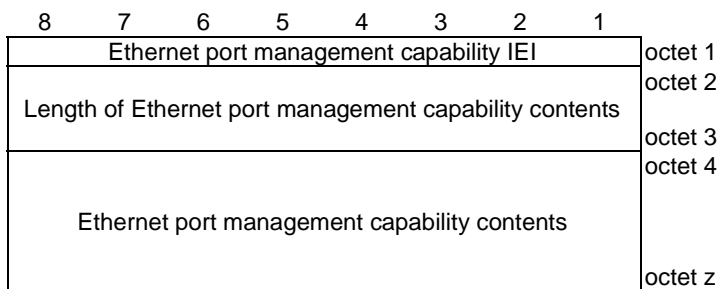 8 7 6 5 4 3 2 1
Ethernet port management capability IEI octet 1
octet 2
Length of Ethernet port management capability contents
octet 3
octet 4
Ethernet port management capability contents
octet z